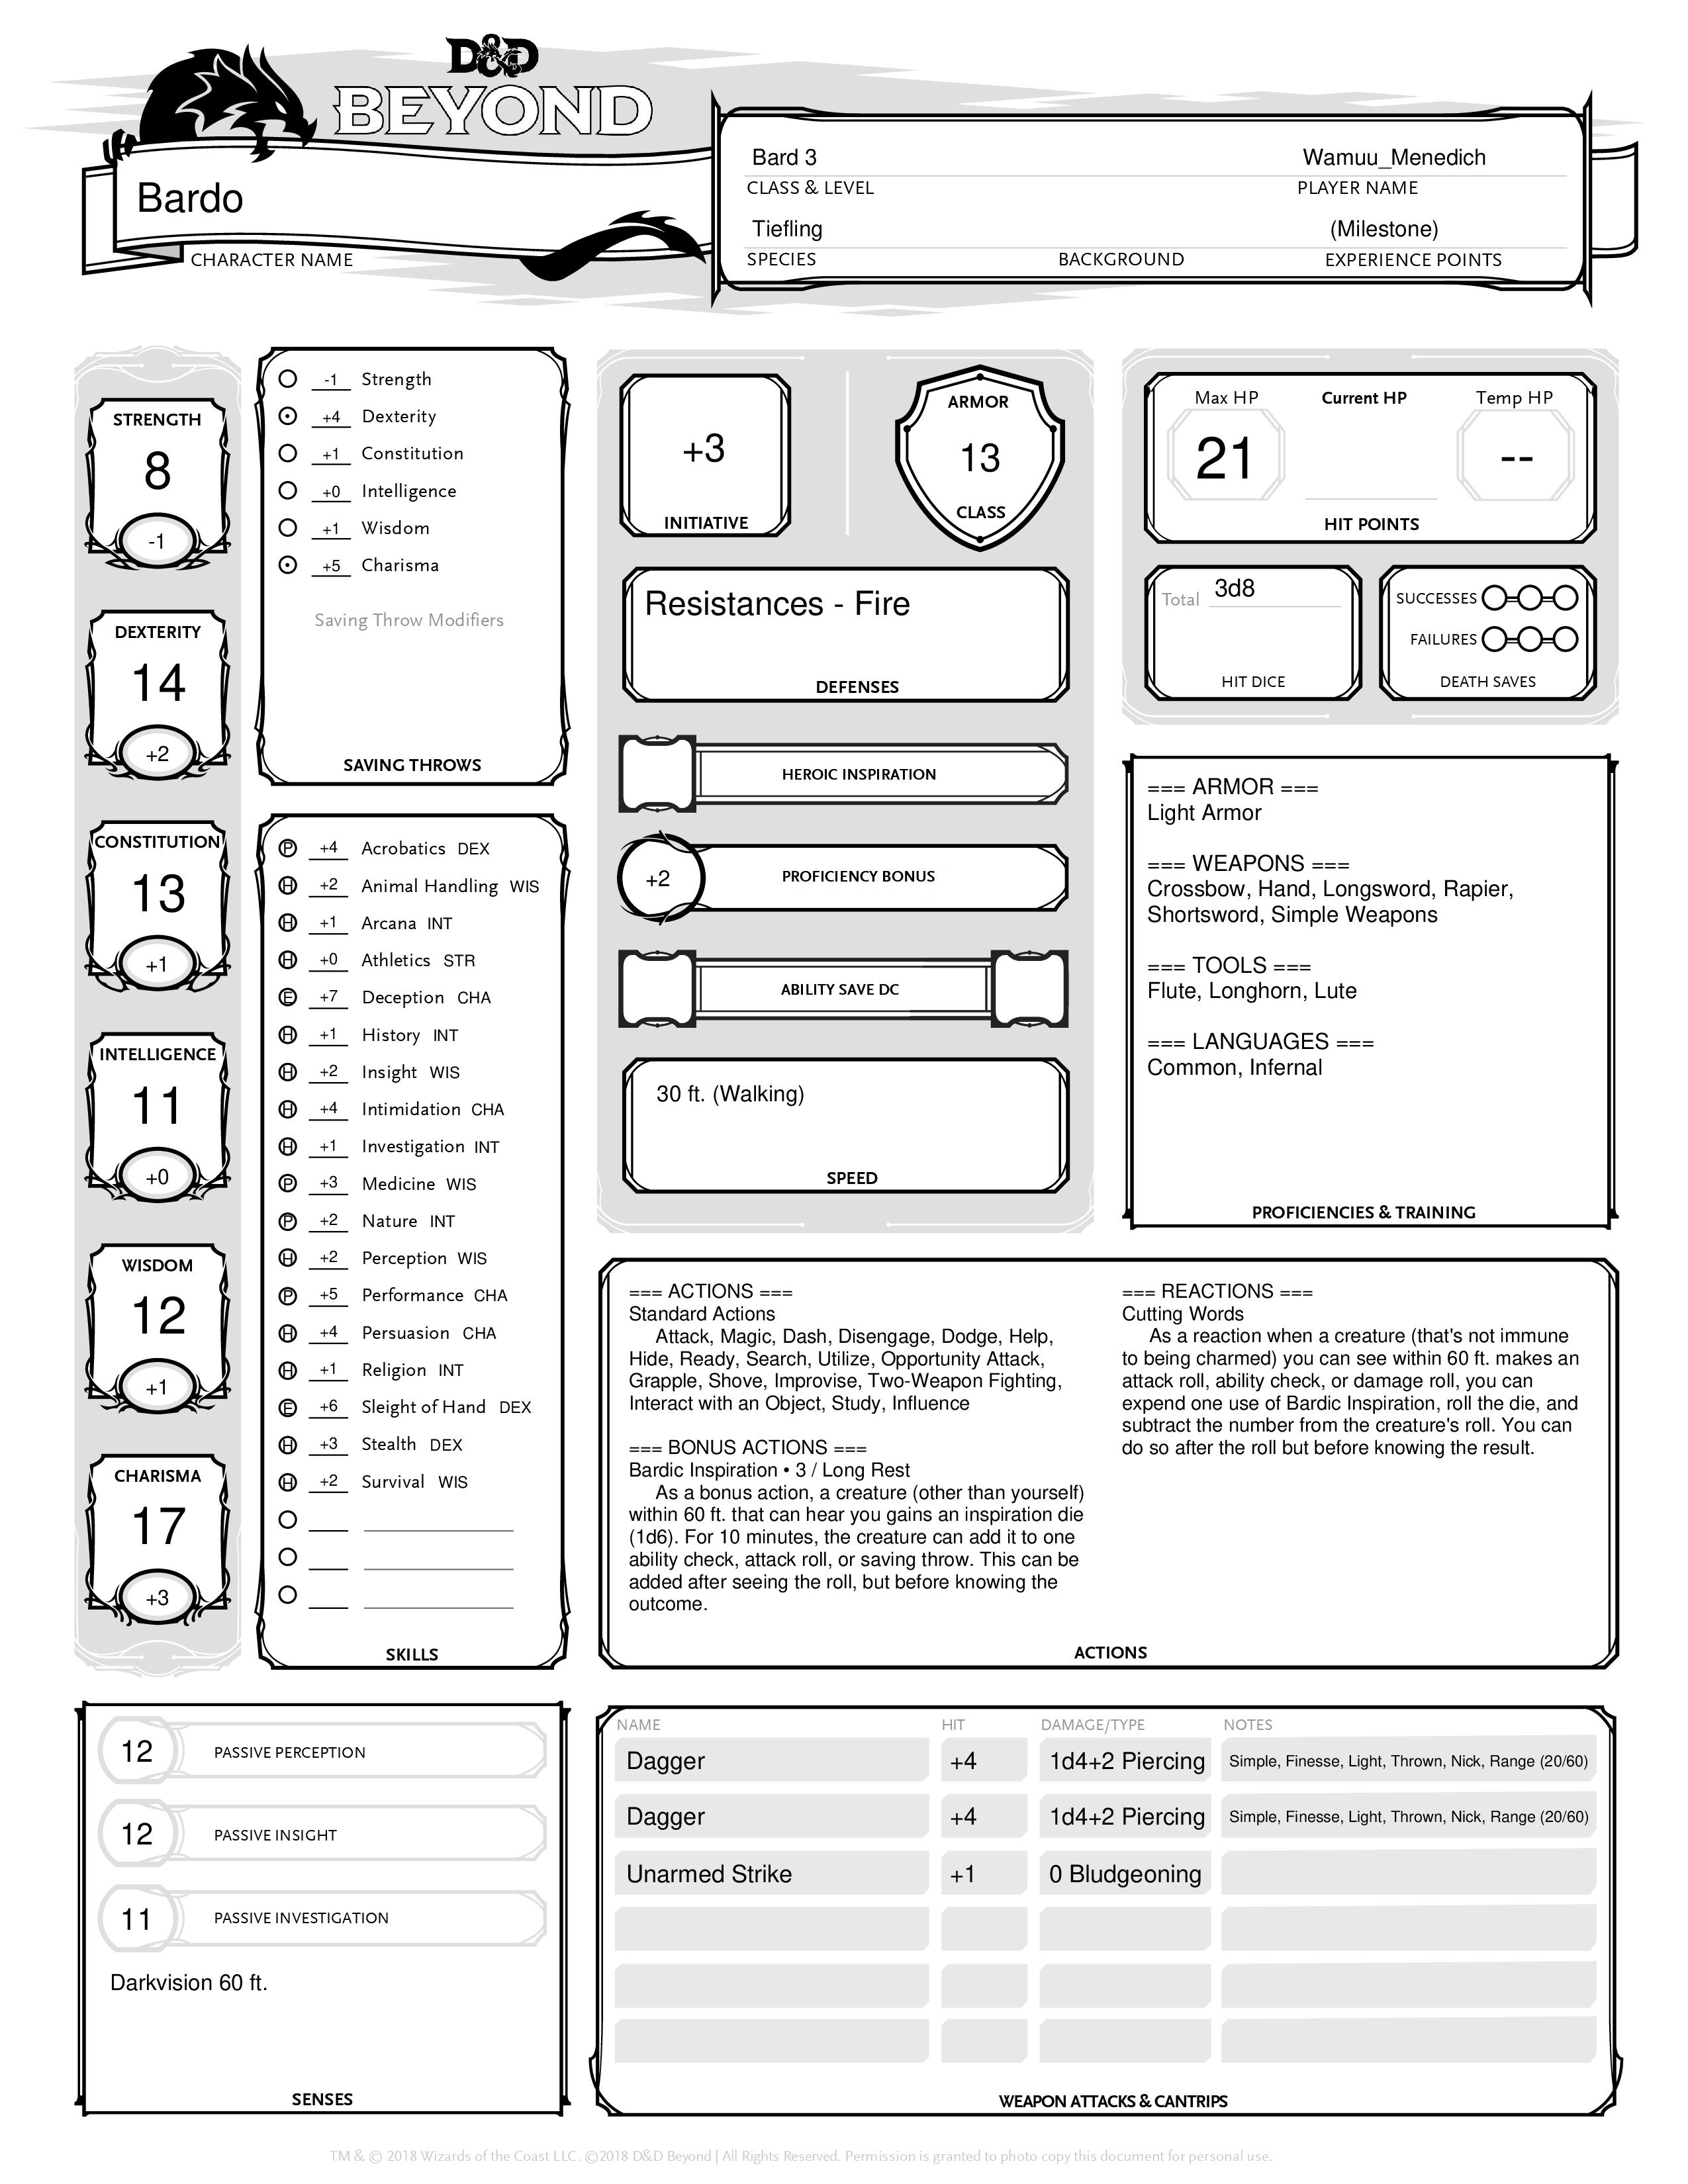 D&D
BEYOND
Bardo
CHARACTER NAME
Bard 3
Wamuu_Menedich
CLASS & LEVEL
PLAYER NAME
Tiefling
(Milestone)
SPECIES
BACKGROUND
EXPERIENCE POINTS
STRENGTH
8
-1
DEXTERITY
14
+2
CONSTITUTION
13
+1
INTELLIGENCE
11
+0
WISDOM
12
+1
CHARISMA
17
+3
-1 Strength
+4 Dexterity
+1 Constitution
+0 Intelligence
+1 Wisdom
+5 Charisma
Saving Throw Modifiers
SAVING THROWS
P +4 Acrobatics DEX
H +2 Animal Handling WIS
H +1 Arcana INT
H +0 Athletics STR
E +7 Deception CHA
H +1 History INT
H +2 Insight WIS
H +4 Intimidation CHA
H +1 Investigation INT
P +3 Medicine WIS
P +2 Nature INT
H +2 Perception WIS
P +5 Performance CHA
H +4 Persuasion CHA
H +1 Religion INT
E +6 Sleight of Hand DEX
H +3 Stealth DEX
H +2 Survival WIS
SKILLS
+3
INITIATIVE
ARMOR
13
CLASS
Resistances - Fire
DEFENSES
HEROIC INSPIRATION
+2
PROFICIENCY BONUS
ABILITY SAVE DC
30 ft. (Walking)
SPEED
Max HP
Current HP
Temp HP
21
--
HIT POINTS
Total 3d8
HIT DICE
SUCCESSES
FAILURES
DEATH SAVES
=== ARMOR ===
Light Armor
=== WEAPONS ===
Crossbow, Hand, Longsword, Rapier,
Shortsword, Simple Weapons
=== TOOLS ===
Flute, Longhorn, Lute
=== LANGUAGES ===
Common, Infernal
PROFICIENCIES & TRAINING
=== ACTIONS ===
Standard Actions
Attack, Magic, Dash, Disengage, Dodge, Help,
Hide, Ready, Search, Utilize, Opportunity Attack,
Grapple, Shove, Improvise, Two-Weapon Fighting,
Interact with an Object, Study, Influence
=== BONUS ACTIONS ===
Bardic Inspiration • 3 / Long Rest
As a bonus action, a creature (other than yourself)
within 60 ft. that can hear you gains an inspiration die
(1d6). For 10 minutes, the creature can add it to one
ability check, attack roll, or saving throw. This can be
added after seeing the roll, but before knowing the
outcome.
=== REACTIONS ===
Cutting Words
As a reaction when a creature (that's not immune
to being charmed) you can see within 60 ft. makes an
attack roll, ability check, or damage roll, you can
expend one use of Bardic Inspiration, roll the die, and
subtract the number from the creature's roll. You can
do so after the roll but before knowing the result.
ACTIONS
12
PASSIVE PERCEPTION
12
PASSIVE INSIGHT
11
PASSIVE INVESTIGATION
Darkvision 60 ft.
SENSES
NAME HIT DAMAGE/TYPE NOTES
Dagger +4 1d4+2 Piercing Simple, Finesse, Light, Thrown, Nick, Range (20/60)
Dagger +4 1d4+2 Piercing Simple, Finesse, Light, Thrown, Nick, Range (20/60)
Unarmed Strike +1 0 Bludgeoning
WEAPON ATTACKS & CANTRIPS
TM & © 2018 Wizards of the Coast LLC. ©2018 D&D Beyond | All Rights Reserved. Permission is granted to photo copy this document for personal use.